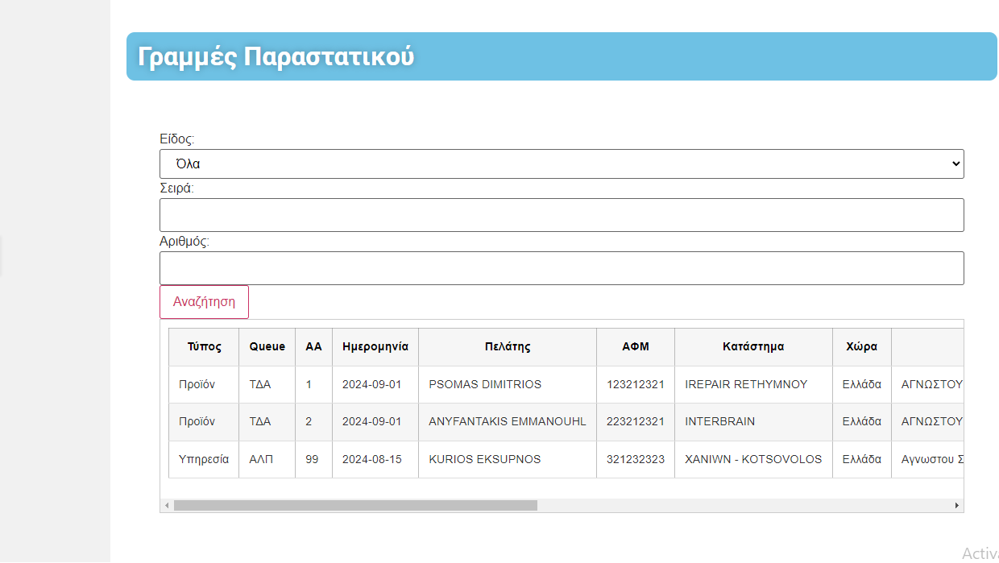 Γραμμές Παραστατικού
Είδος:
Όλα
Σειρά:
Αριθμός:
Αναζήτηση
Τύπος Queue ΑΑ Ημερομηνία Πελάτης ΑΦΜ Κατάστημα Χώρα
Προϊόν ΤΔΑ 1 2024-09-01 PSOMAS DIMITRIOS 123212321 IREPAIR RETHYMNOY Ελλάδα ΑΓΝΩΣΤΟΥ
Προϊόν ΤΔΑ 2 2024-09-01 ANYFANTAKIS EMMANOUHL 223212321 INTERBRAIN Ελλάδα ΑΓΝΩΣΤΟΥ
Υπηρεσία ΑΛΠ 99 2024-08-15 KURIOS EKSUPNOS 321232323 XANIWN - KOTSOVOLOS Ελλάδα Αγνωστου Σ
Activa